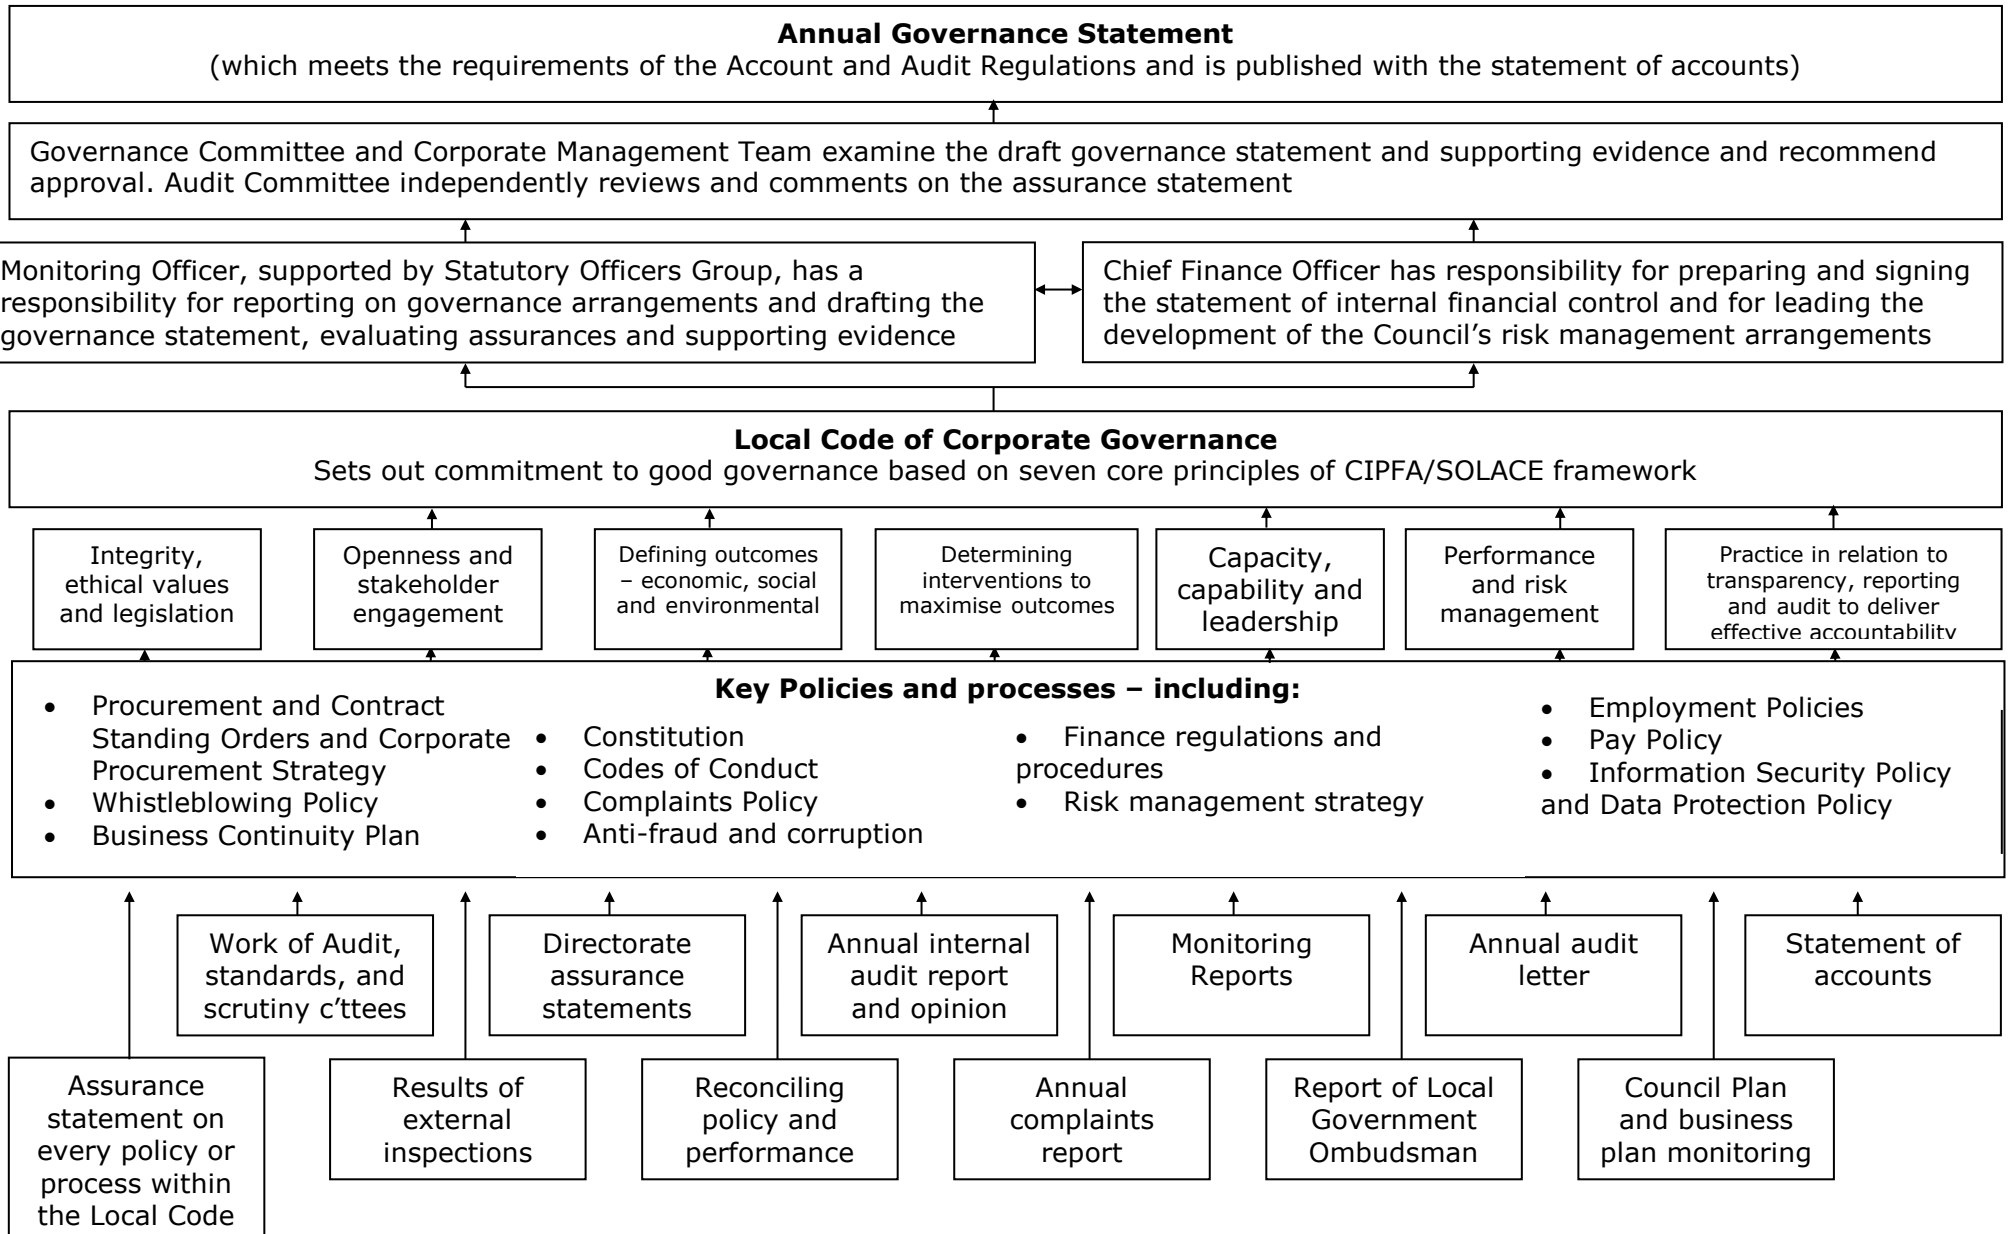 Annual Governance Statement
(which meets the requirements of the Account and Audit Regulations and is published with the statement of accounts)
Governance Committee and Corporate Management Team examine the draft governance statement and supporting evidence and recommend
approval. Audit Committee independently reviews and comments on the assurance statement
Monitoring Officer, supported by Statutory Officers Group, has a
responsibility for reporting on governance arrangements and drafting the
governance statement, evaluating assurances and supporting evidence
Chief Finance Officer has responsibility for preparing and signing
the statement of internal financial control and for leading the
development of the Council's risk management arrangements
Local Code of Corporate Governance
Sets out commitment to good governance based on seven core principles of CIPFA/SOLACE framework
Integrity,
ethical values
and legislation
Openness and
stakeholder
engagement
Defining outcomes
– economic, social
and environmental
Determining
interventions to
maximise outcomes
Capacity,
capability and
leadership
Performance
and risk
management
Practice in relation to
transparency, reporting
and audit to deliver
effective accountability
Key Policies and processes – including:
• Procurement and Contract
Standing Orders and Corporate
Procurement Strategy
• Whistleblowing Policy
• Business Continuity Plan
• Constitution
• Codes of Conduct
• Complaints Policy
• Anti-fraud and corruption
• Finance regulations and
procedures
• Risk management strategy
• Employment Policies
• Pay Policy
• Information Security Policy
and Data Protection Policy
Work of Audit,
standards, and
scrutiny c'ttees
Directorate
assurance
statements
Annual internal
audit report
and opinion
Monitoring
Reports
Annual audit
letter
Statement of
accounts
Assurance
statement on
every policy or
process within
the Local Code
Results of
external
inspections
Reconciling
policy and
performance
Annual
complaints
report
Report of Local
Government
Ombudsman
Council Plan
and business
plan monitoring